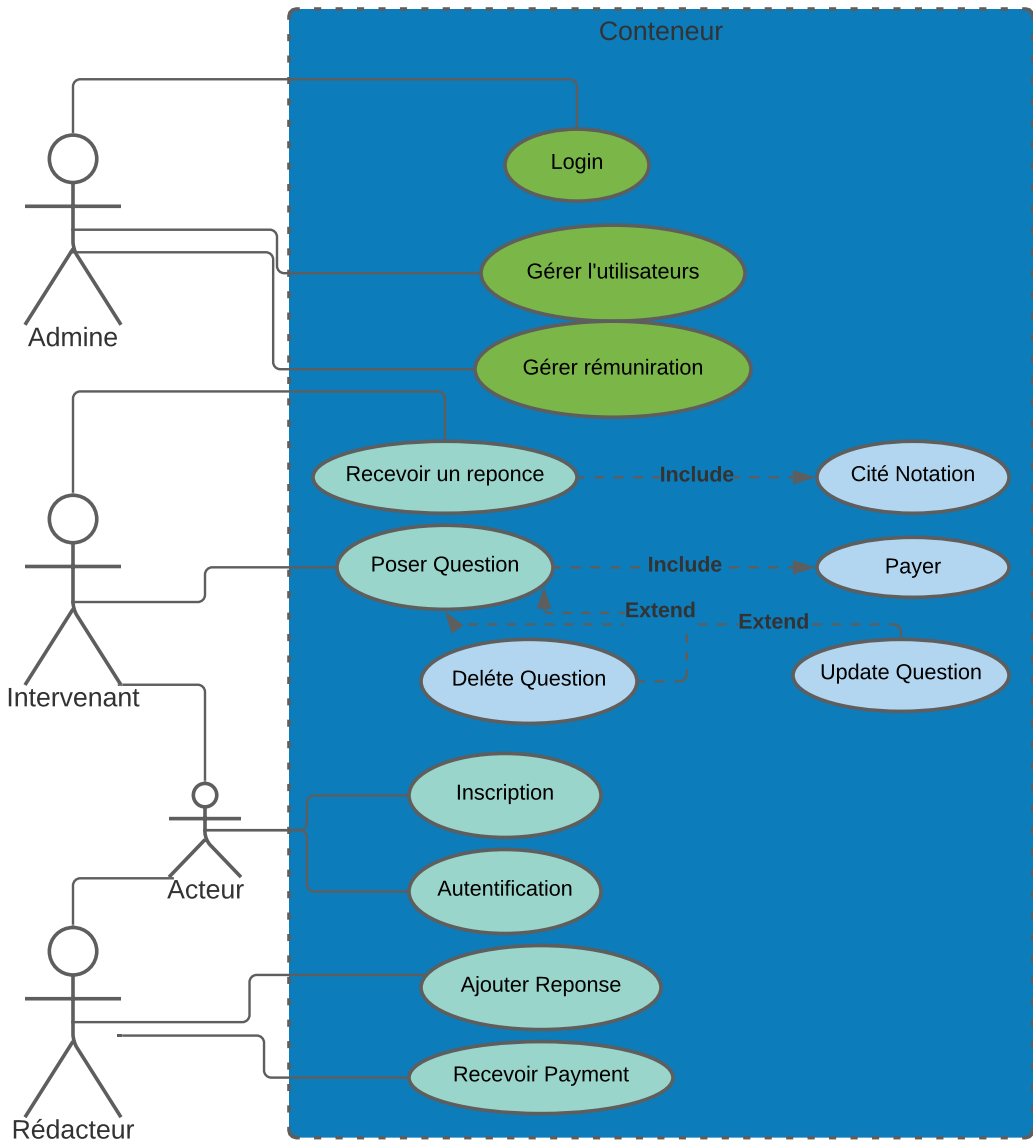 Conteneur
Login
Gérer l'utilisateurs
Admine
Gérer rémuniration
Recevoir un reponce
Include
Cité Notation
Poser Question
Include
Payer
Extend
Extend
Deléte Question
Update Question
Intervenant
Inscription
Acteur
Autentification
Ajouter Reponse
Recevoir Payment
Rédacteur